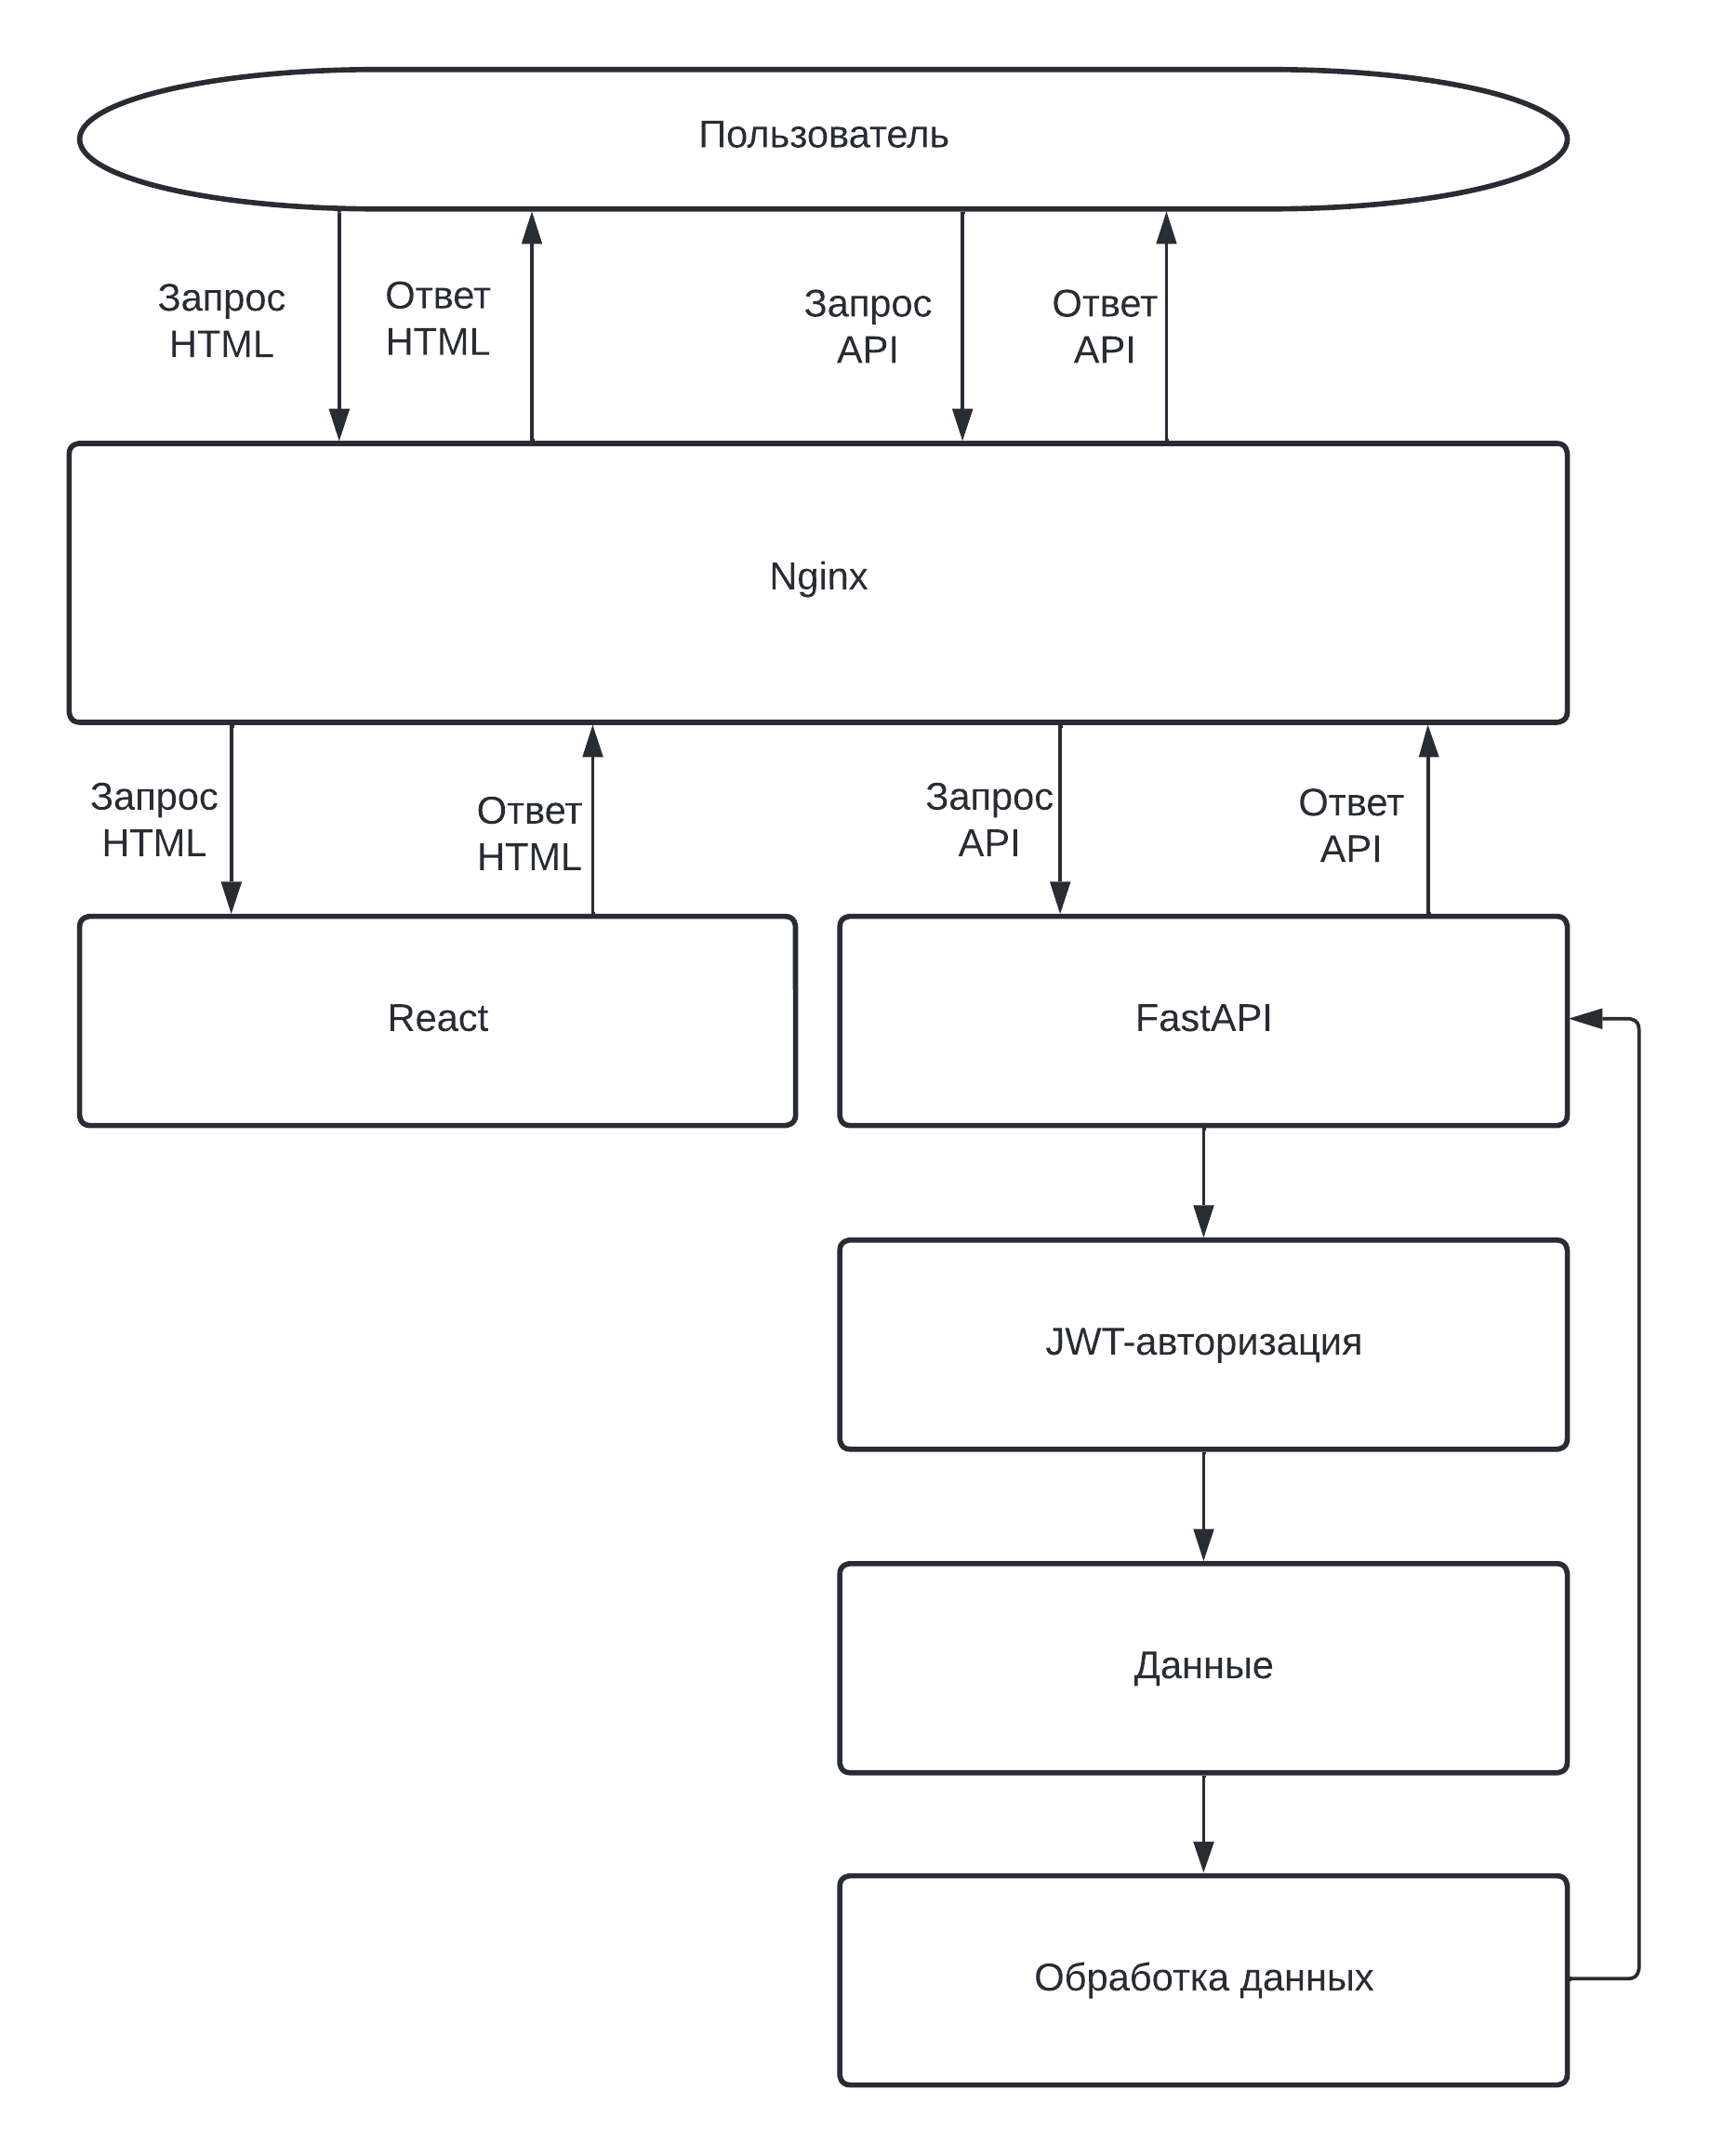 Пользователь
Запрос
HTML
Ответ
HTML
Запрос
API
Ответ
API
Nginx
Запрос
HTML
Ответ
HTML
Запрос
API
Ответ
API
React
FastAPI
JWT-авторизация
Данные
Обработка данных